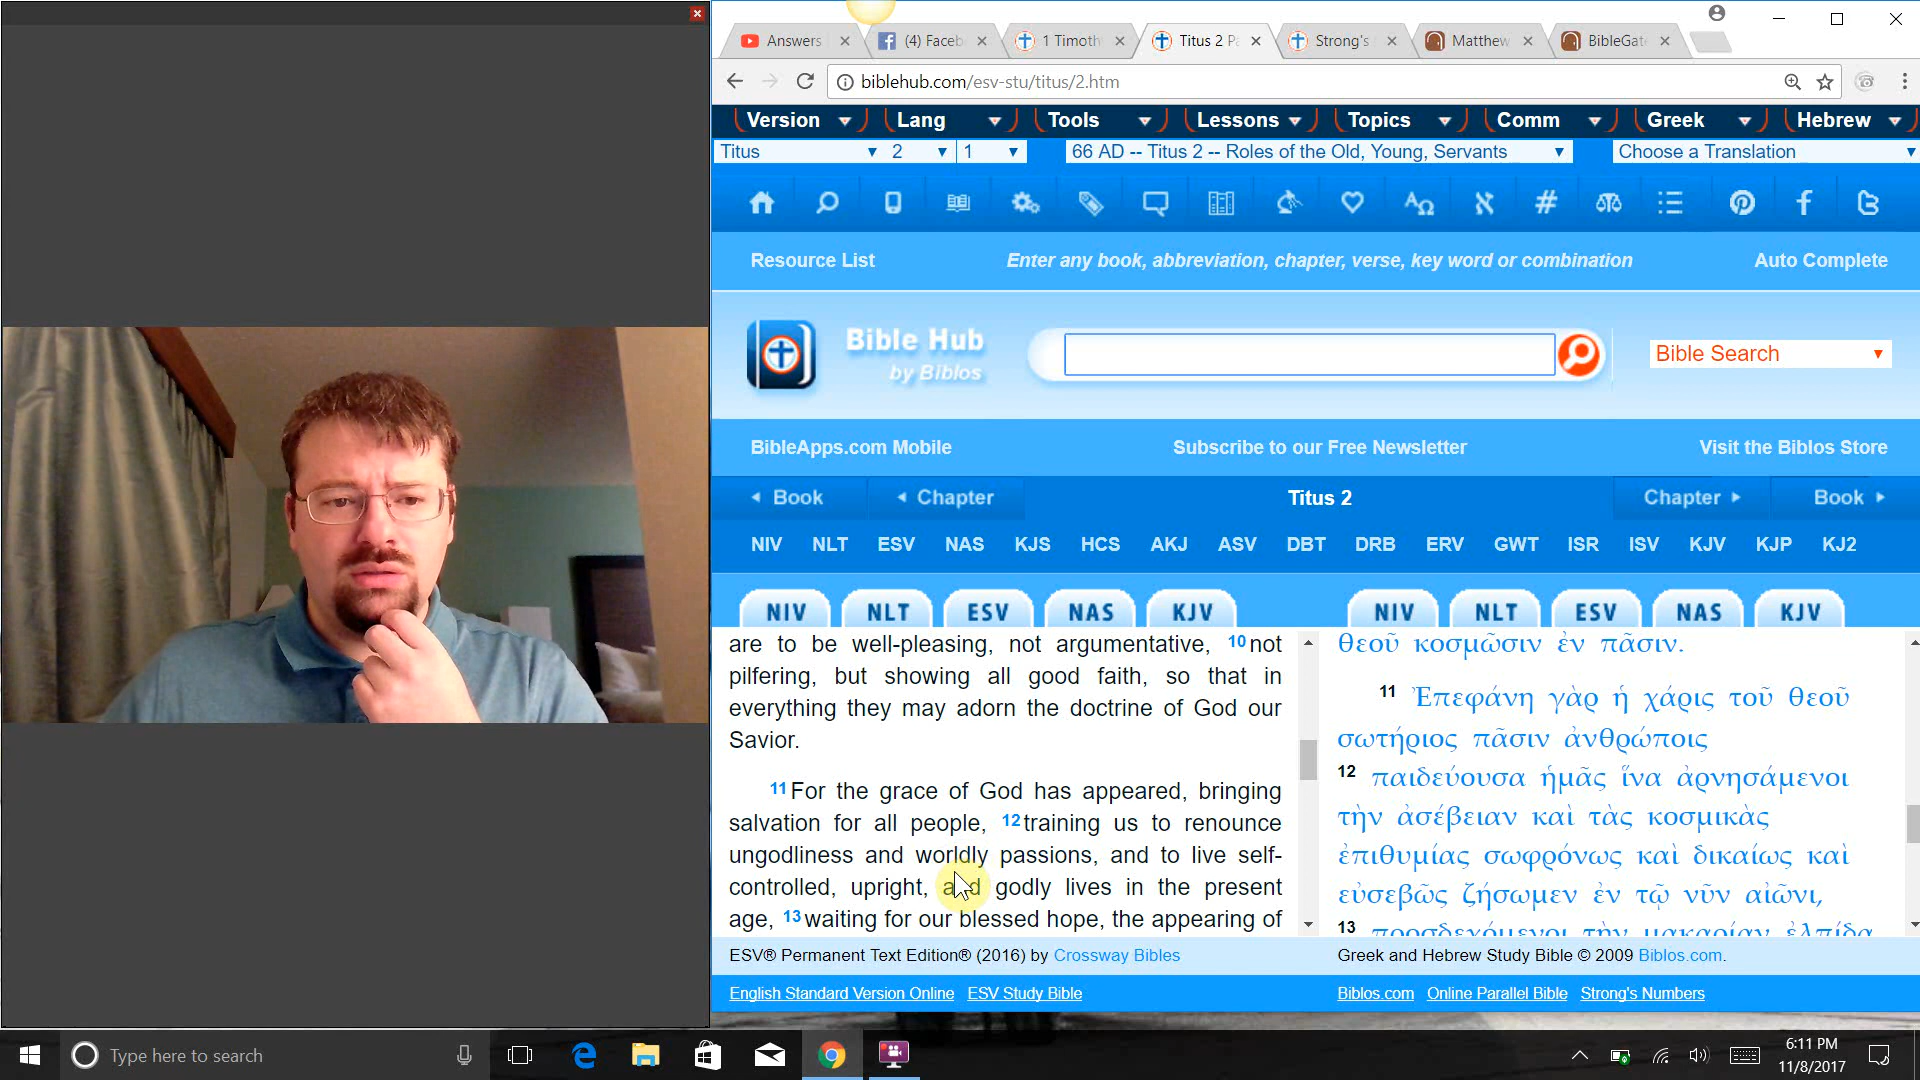 Answers
(4) Faceb
1 Timoth
Titus 2 Pa
Strong's
Matthew
BibleGat
biblehub.com/esv-stu/titus/2.htm
Version Lang Tools Lessons Topics Comm Greek Hebrew
Titus 2 1 66 AD -- Titus 2 -- Roles of the Old, Young, Servants Choose a Translation
Resource List Enter any book, abbreviation, chapter, verse, key word or combination Auto Complete
Bible Hub
by Biblos
Bible Search
BibleApps.com Mobile Subscribe to our Free Newsletter Visit the Biblos Store
Book Chapter Titus 2 Chapter Book
NIV NLT ESV NAS KJS HCS AKJ ASV DBT DRB ERV GWT ISR ISV KJV KJP KJ2
NIV NLT ESV NAS KJV NIV NLT ESV NAS KJV
are to be well-pleasing, not argumentative, 10 not
pilfering, but showing all good faith, so that in
everything they may adorn the doctrine of God our
Savior.
11 For the grace of God has appeared, bringing
salvation for all people, 12 training us to renounce
ungodliness and worldly passions, and to live self-
controlled, upright, and godly lives in the present
age, 13 waiting for our blessed hope, the appearing of
θεοῦ κοσμῶσιν ἐν πᾶσιν.
11 Ἐπεφάνη γὰρ ἡ χάρις τοῦ θεοῦ
σωτήριος πᾶσιν ἀνθρώποις
12 παιδεύουσα ἡμᾶς ἵνα ἀρνησάμενοι
τὴν ἀσέβειαν καὶ τὰς κοσμικὰς
ἐπιθυμίας σωφρόνως καὶ δικαίως καὶ
εὐσεβῶς ζήσωμεν ἐν τῷ νῦν αἰῶνι,
13 προσδεχόμενοι τὴν μακαρίαν ἐλπίδα
ESV® Permanent Text Edition® (2016) by Crossway Bibles
Greek and Hebrew Study Bible © 2009 Biblos.com.
English Standard Version Online ESV Study Bible
Biblos.com Online Parallel Bible Strong's Numbers
Type here to search
6:11 PM
11/8/2017